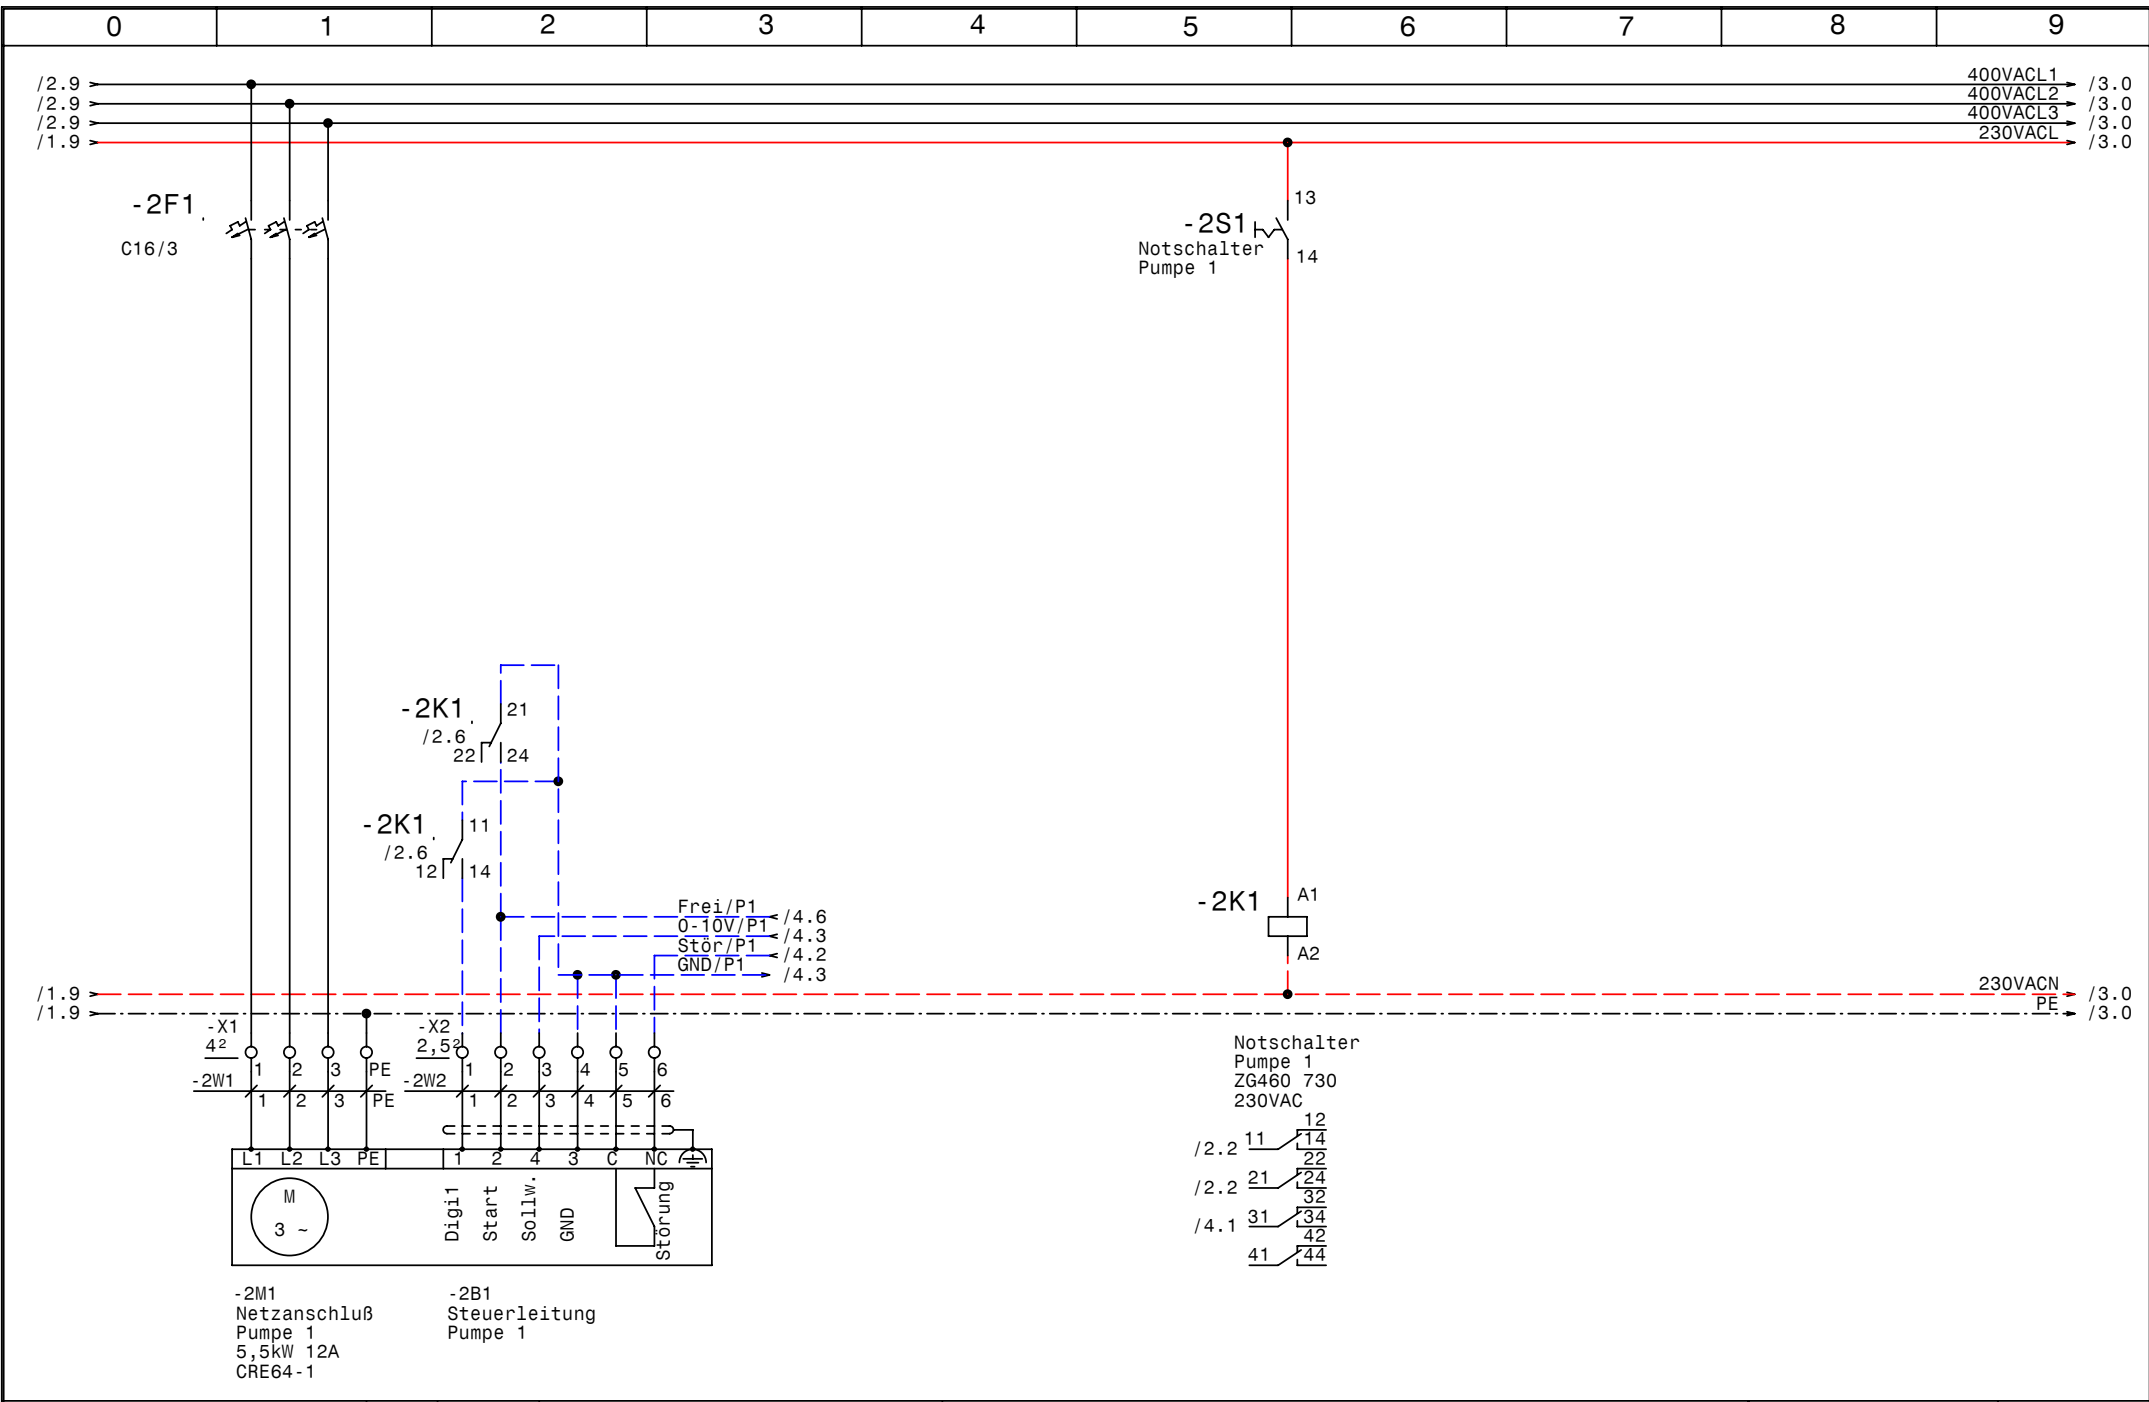 0 1 2 3 4 5 6 7 8 9
/2.9 400VACL1 /3.0
/2.9 400VACL2 /3.0
/2.9 400VACL3 /3.0
/1.9 230VACL /3.0
-2F1
C16/3
13
-2S1
Notschalter
Pumpe 1
14
-2K1 21
/2.6
22 24
-2K1 11
/2.6
12 14
Frei/P1 /4.6
0-10V/P1 /4.3
Stör/P1 /4.2
GND/P1 /4.3
-2K1 A1
A2
/1.9 230VACN /3.0
/1.9 PE /3.0
-X1
4²
1 2 3 PE
-2W1
1 2 3 PE
-X2
2,5²
1 2 3 4 5 6
-2W2
1 2 3 4 5 6
L1 L2 L3 PE 1 2 4 3 C NC
M
3 ~
Digi1
Start
Sollw.
GND
Störung
-2M1
Netzanschluß
Pumpe 1
5,5kW 12A
CRE64-1
-2B1
Steuerleitung
Pumpe 1
Notschalter
Pumpe 1
ZG460 730
230VAC
12
/2.2 11 14
22
/2.2 21 24
32
/4.1 31 34
42
41 44